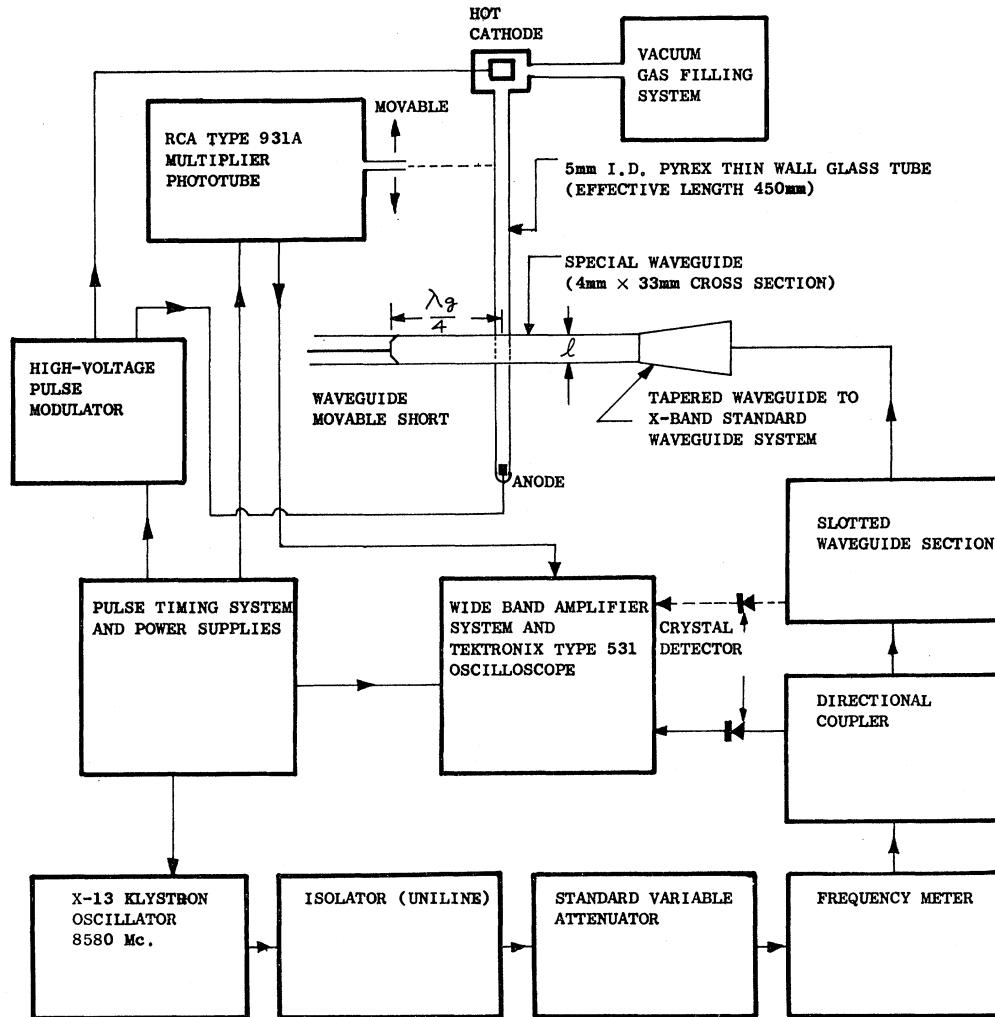 HOT
CATHODE
VACUUM
GAS FILLING
SYSTEM
MOVABLE
RCA TYPE 931A
MULTIPLIER
PHOTOTUBE
5mm I.D. PYREX THIN WALL GLASS TUBE
(EFFECTIVE LENGTH 450mm)
SPECIAL WAVEGUIDE
(4mm × 33mm CROSS SECTION)
λg
4
ℓ
HIGH-VOLTAGE
PULSE
MODULATOR
WAVEGUIDE
MOVABLE SHORT
TAPERED WAVEGUIDE TO
X-BAND STANDARD
WAVEGUIDE SYSTEM
ANODE
SLOTTED
WAVEGUIDE SECTION
PULSE TIMING SYSTEM
AND POWER SUPPLIES
WIDE BAND AMPLIFIER
SYSTEM AND
TEKTRONIX TYPE 531
OSCILLOSCOPE
CRYSTAL
DETECTOR
DIRECTIONAL
COUPLER
X-13 KLYSTRON
OSCILLATOR
8580 Mc.
ISOLATOR (UNILINE)
STANDARD VARIABLE
ATTENUATOR
FREQUENCY METER